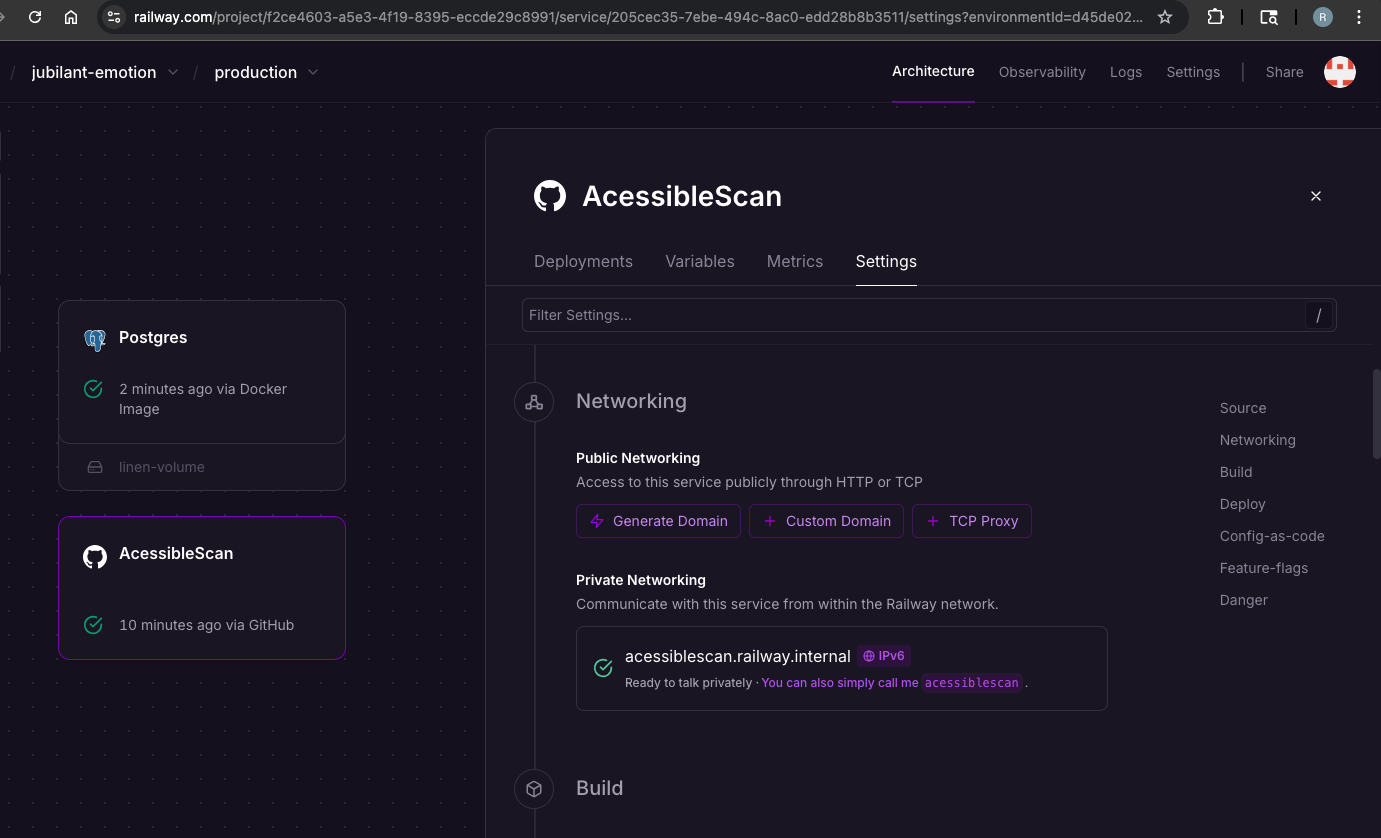 railway.com/project/f2ce4603-a5e3-4f19-8395-eccde29c8991/service/205cec35-7ebe-494c-8ac0-edd28b8b3511/settings?environmentId=d45de02...
R
/ jubilant-emotion / production
Architecture Observability Logs Settings Share
AcessibleScan
Deployments Variables Metrics Settings
Filter Settings... /
Postgres
2 minutes ago via Docker
Image
linen-volume
AcessibleScan
10 minutes ago via GitHub
Networking
Public Networking
Access to this service publicly through HTTP or TCP
Generate Domain + Custom Domain + TCP Proxy
Private Networking
Communicate with this service from within the Railway network.
acessiblescan.railway.internal IPv6
Ready to talk privately · You can also simply call me acessiblescan .
Build
Source
Networking
Build
Deploy
Config-as-code
Feature-flags
Danger